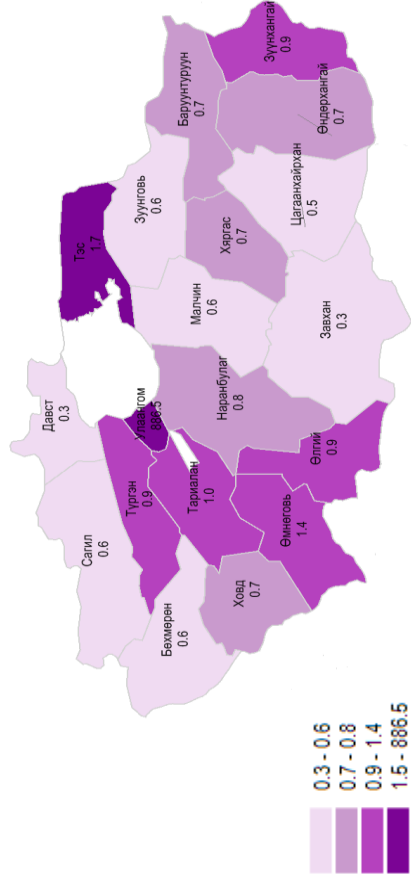 Давст
0.3
Сагил
0.6
Тэс
1.7
Түргэн
0.9
Улаангом
886.5
Зуунговь
0.6
Баруунтуруун
0.7
Бөхмөрөн
0.6
Тариалан
1.0
Малчин
0.6
Хяргас
0.7
Зүүнхангай
0.9
Ховд
0.7
Наранбулаг
0.8
Цагаанхайрхан
0.5
Өндөрхангай
0.7
Өмнөговь
1.4
Өлгий
0.9
Завхан
0.3
0.3 - 0.6
0.7 - 0.8
0.9 - 1.4
1.5 - 886.5